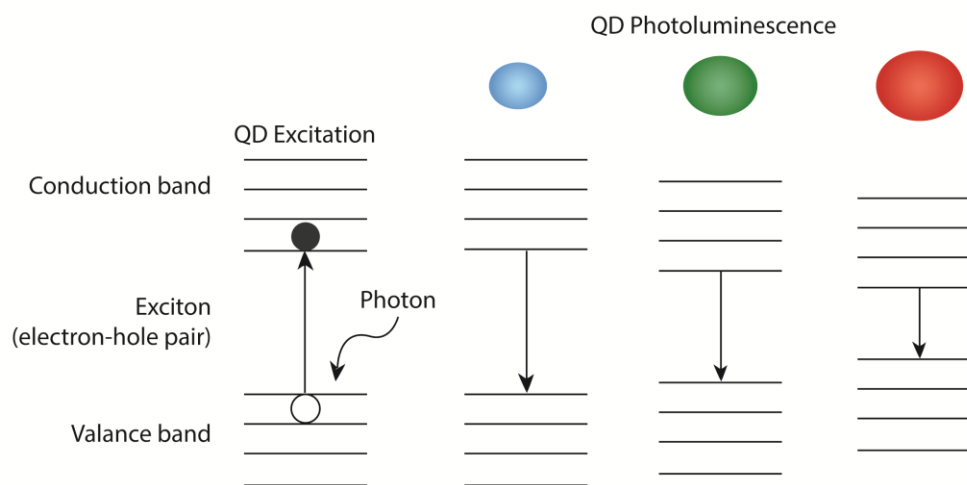 QD Photoluminescence
QD Excitation
Conduction band
Exciton
(electron-hole pair)
Photon
Valance band